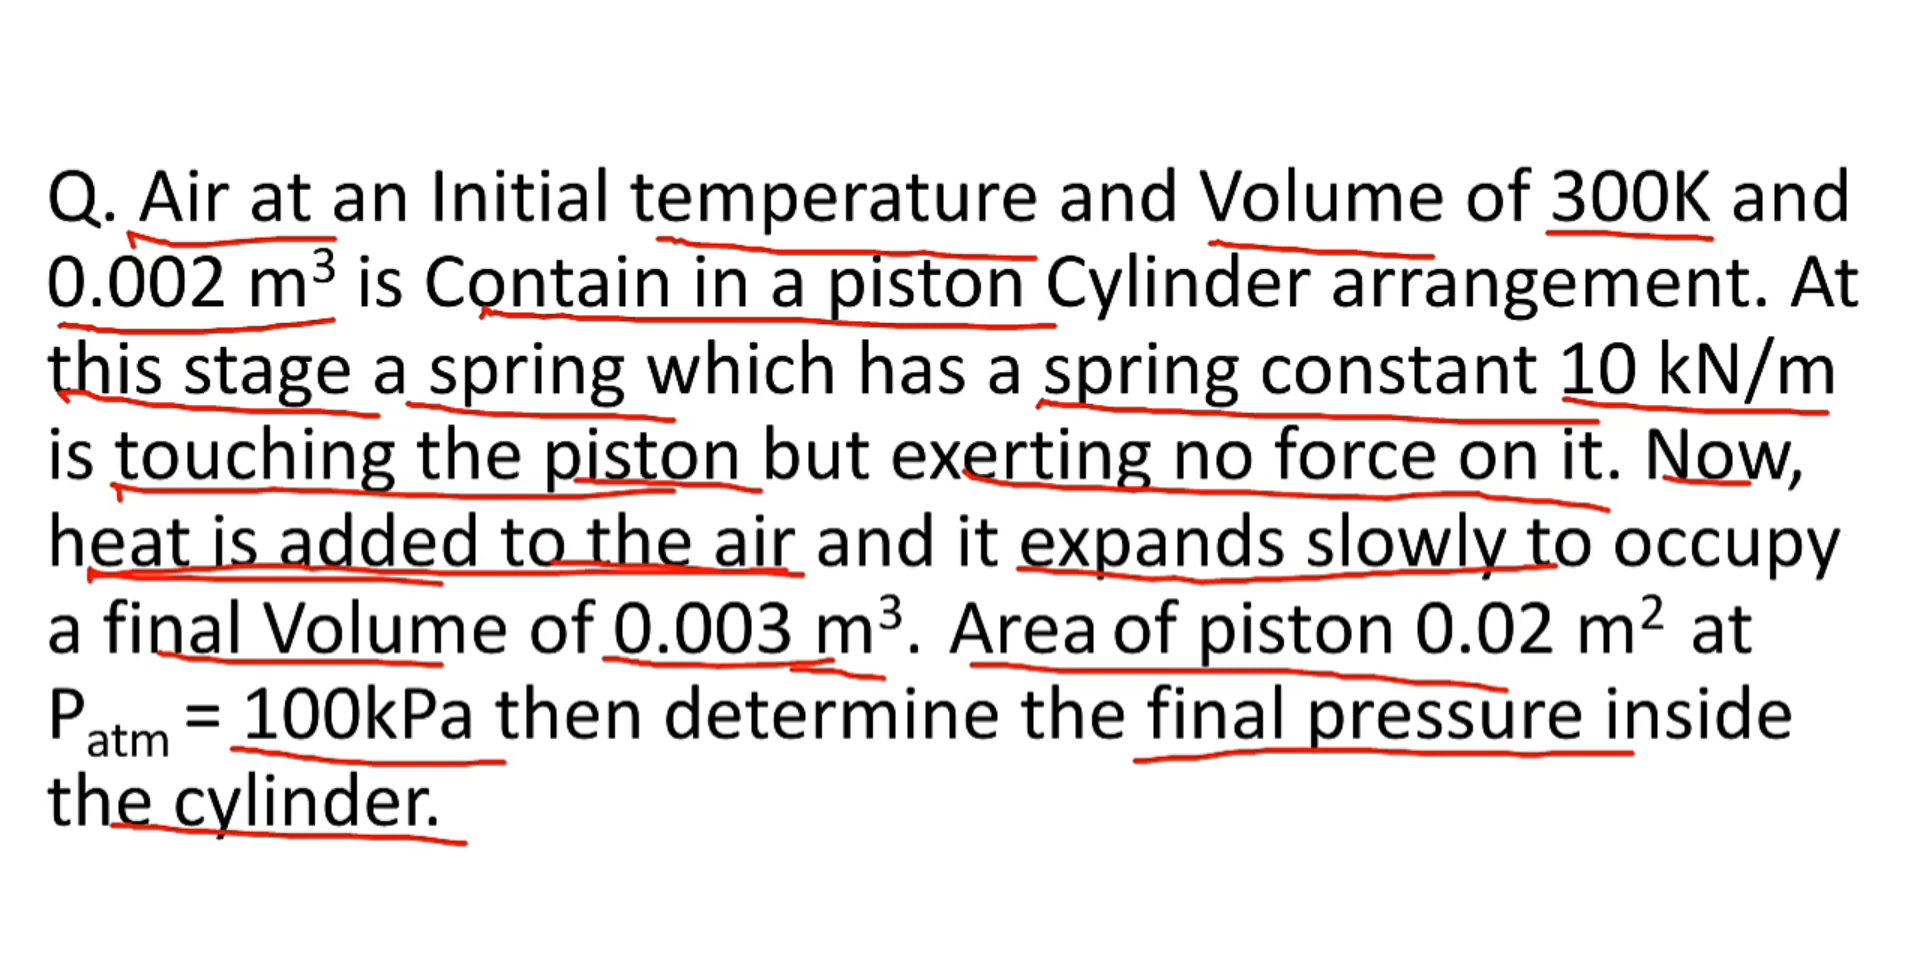 Q. Air at an Initial temperature and Volume of 300K and
0.002 m³ is Contain in a piston Cylinder arrangement. At
this stage a spring which has a spring constant 10 kN/m
is touching the piston but exerting no force on it. Now,
heat is added to the air and it expands slowly to occupy
a final Volume of 0.003 m³. Area of piston 0.02 m² at
Pₐₜₘ = 100kPa then determine the final pressure inside
the cylinder.